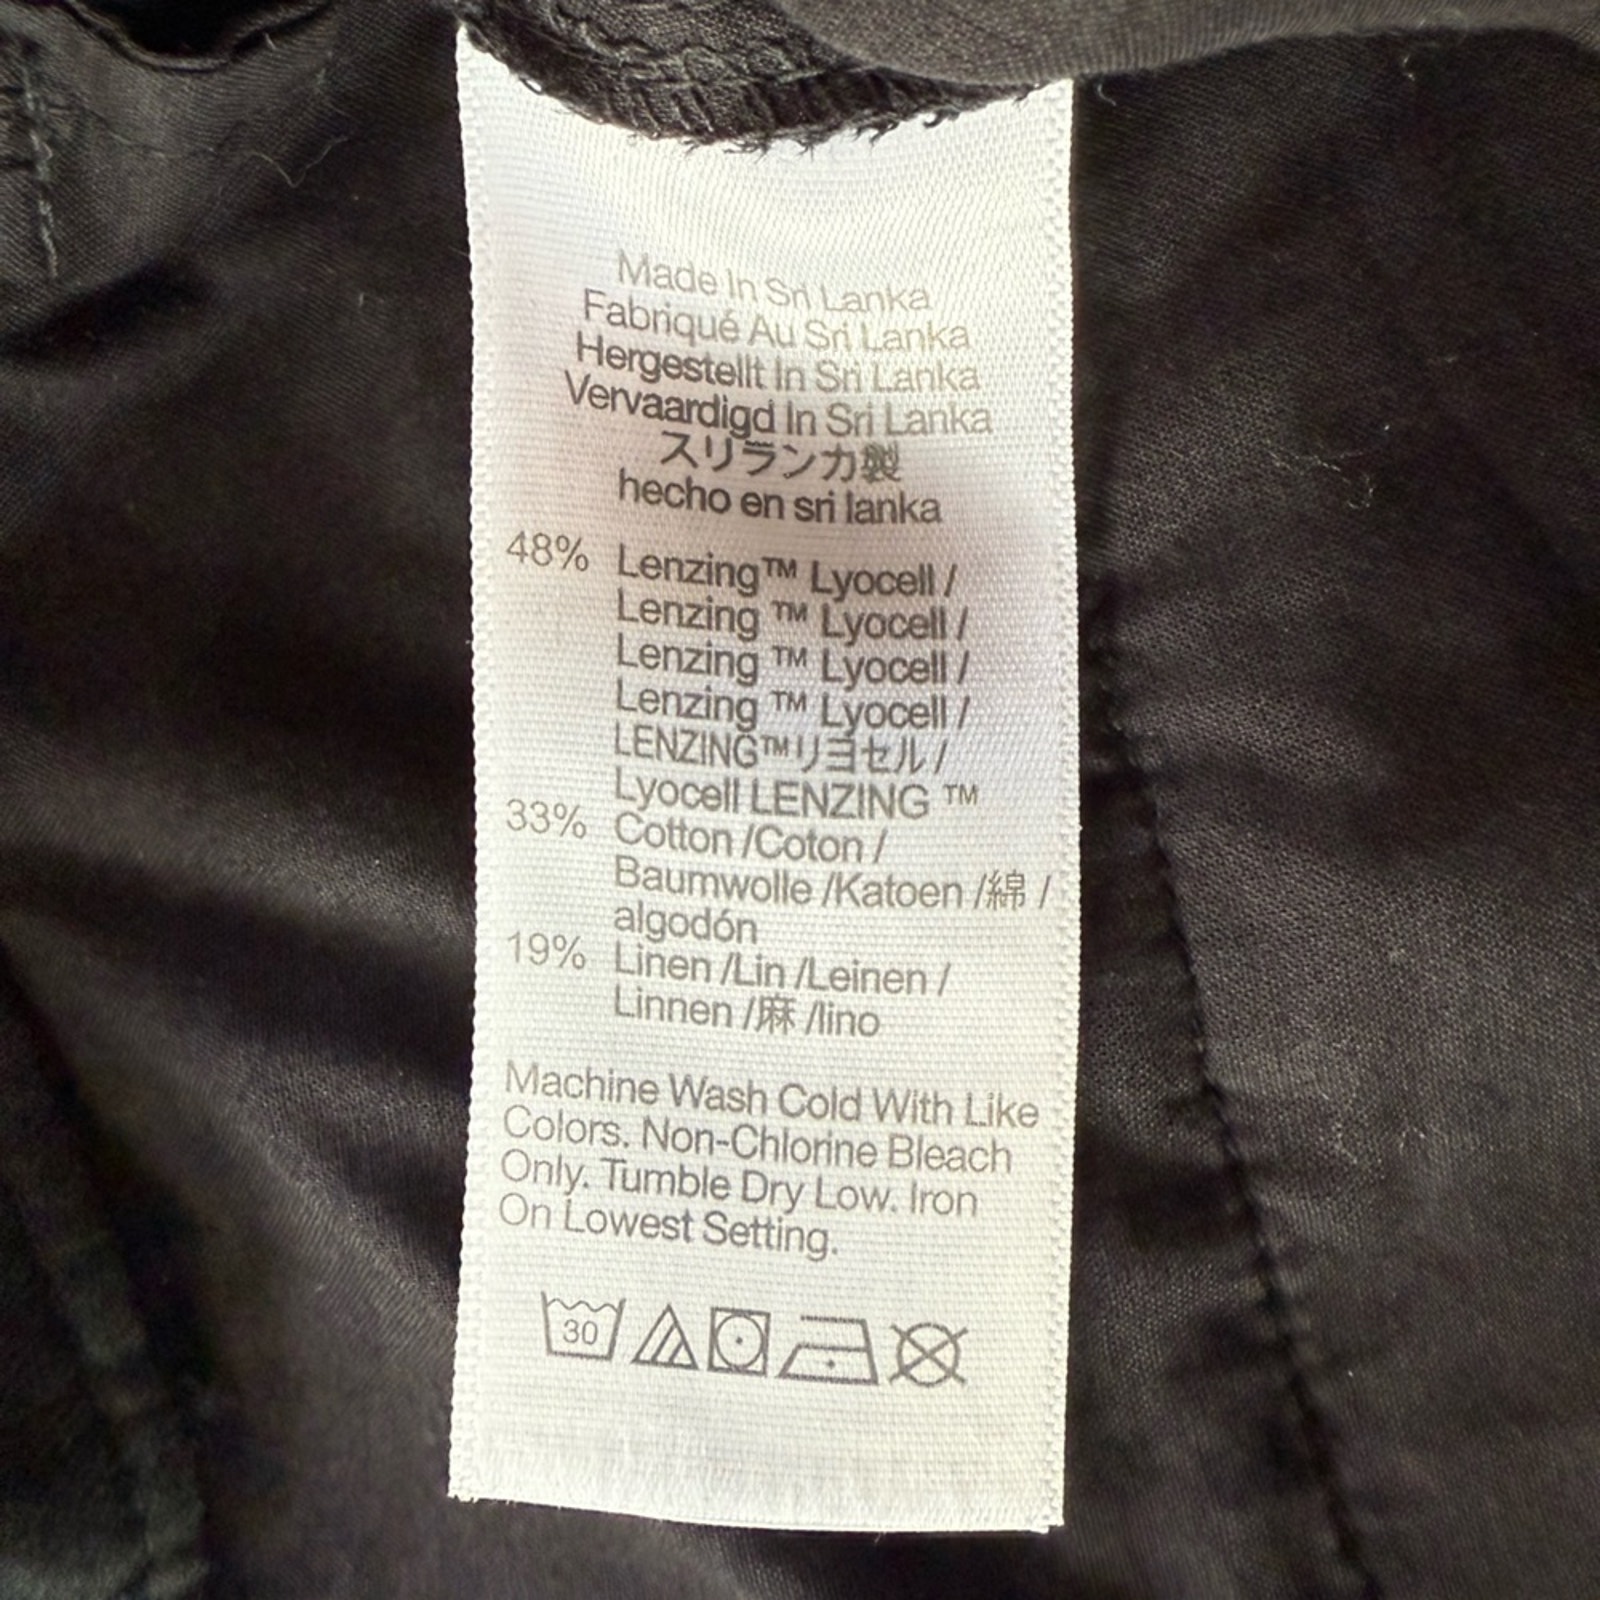 Made In Sri Lanka
Fabriqué Au Sri Lanka
Hergestellt In Sri Lanka
Vervaardigd In Sri Lanka
スリランカ製
hecho en sri lanka
48% Lenzing™ Lyocell /
Lenzing ™ Lyocell /
Lenzing ™ Lyocell /
Lenzing ™ Lyocell /
LENZING™リヨセル /
Lyocell LENZING ™
33% Cotton /Coton /
Baumwolle /Katoen /綿 /
algodón
19% Linen /Lin /Leinen /
Linnen /麻 /lino
Machine Wash Cold With Like
Colors. Non-Chlorine Bleach
Only. Tumble Dry Low. Iron
On Lowest Setting.
30